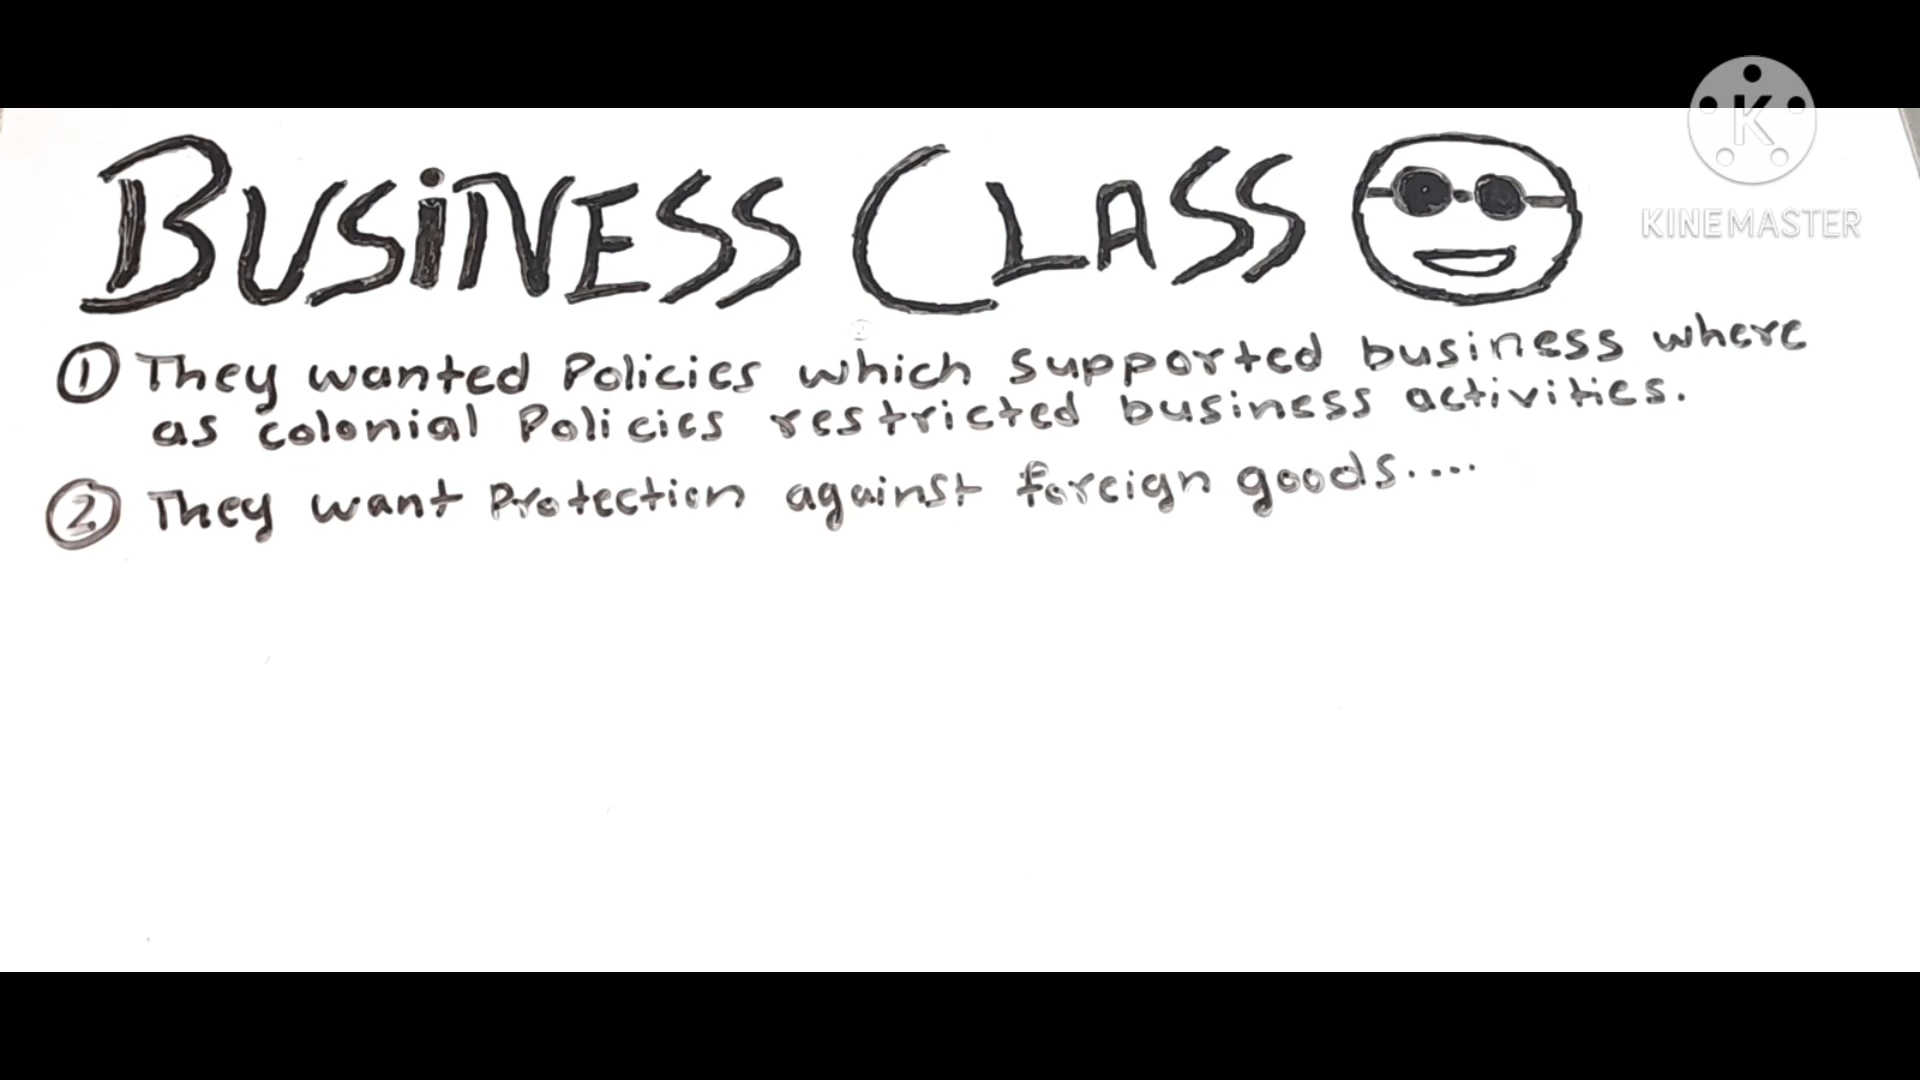 BUSiNESS CLASS
K
KINEMASTER
① They wanted Policies which supported business where
as colonial Policies restricted business activities.
② They want Protection against foreign goods....